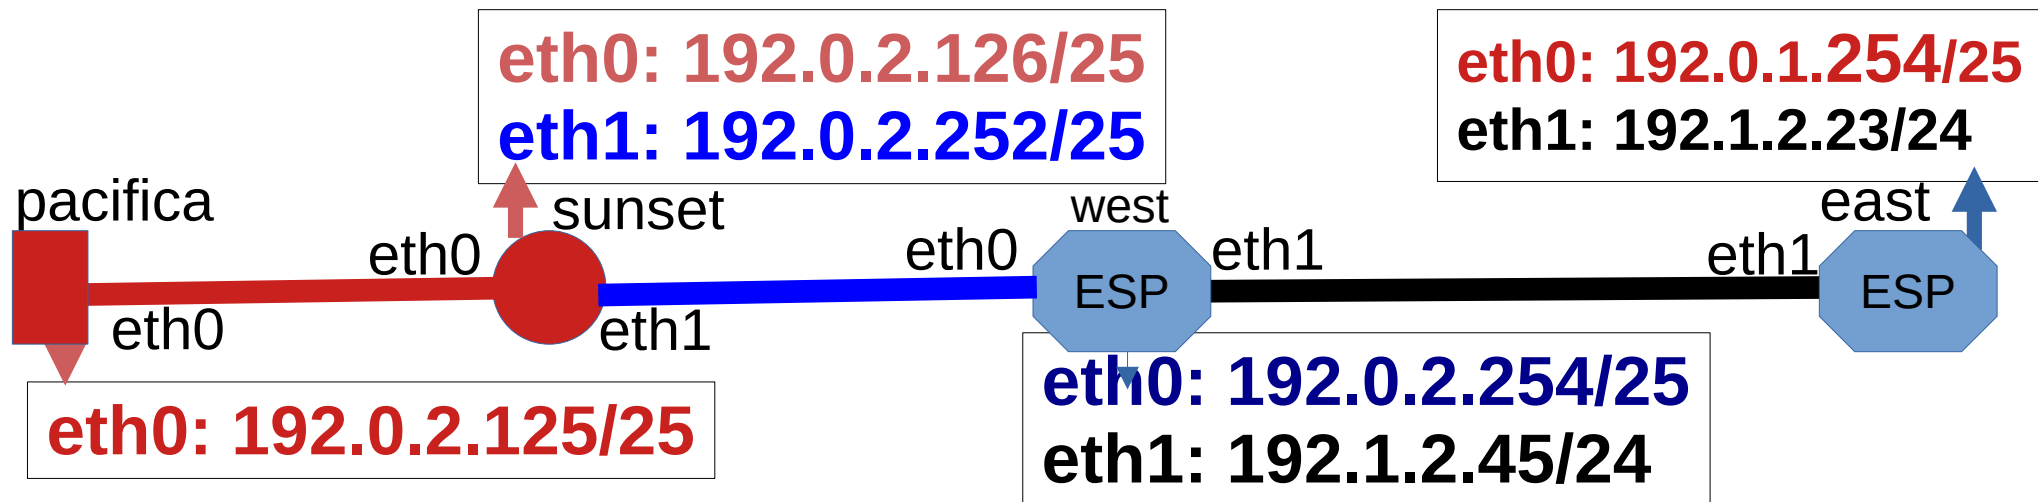 eth0: 192.0.2.126/25
eth1: 192.0.2.252/25
eth0: 192.0.1.254/25
eth1: 192.1.2.23/24
pacifica
sunset
west
east
eth0
eth0
eth1
eth1
ESP
ESP
eth0
eth1
eth0: 192.0.2.254/25
eth1: 192.1.2.45/24
eth0: 192.0.2.125/25